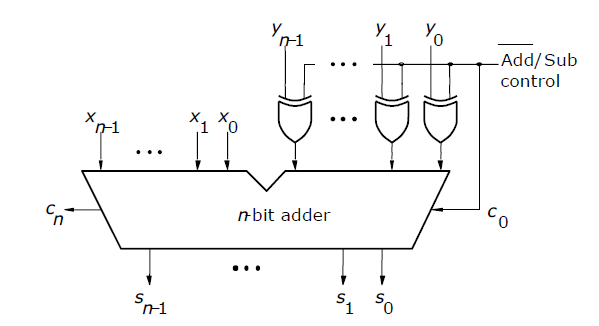 y n-1 y 1 y 0
Add/Sub
control
x n-1 x 1 x 0
n-bit adder
c n c 0
s n-1 s 1 s 0